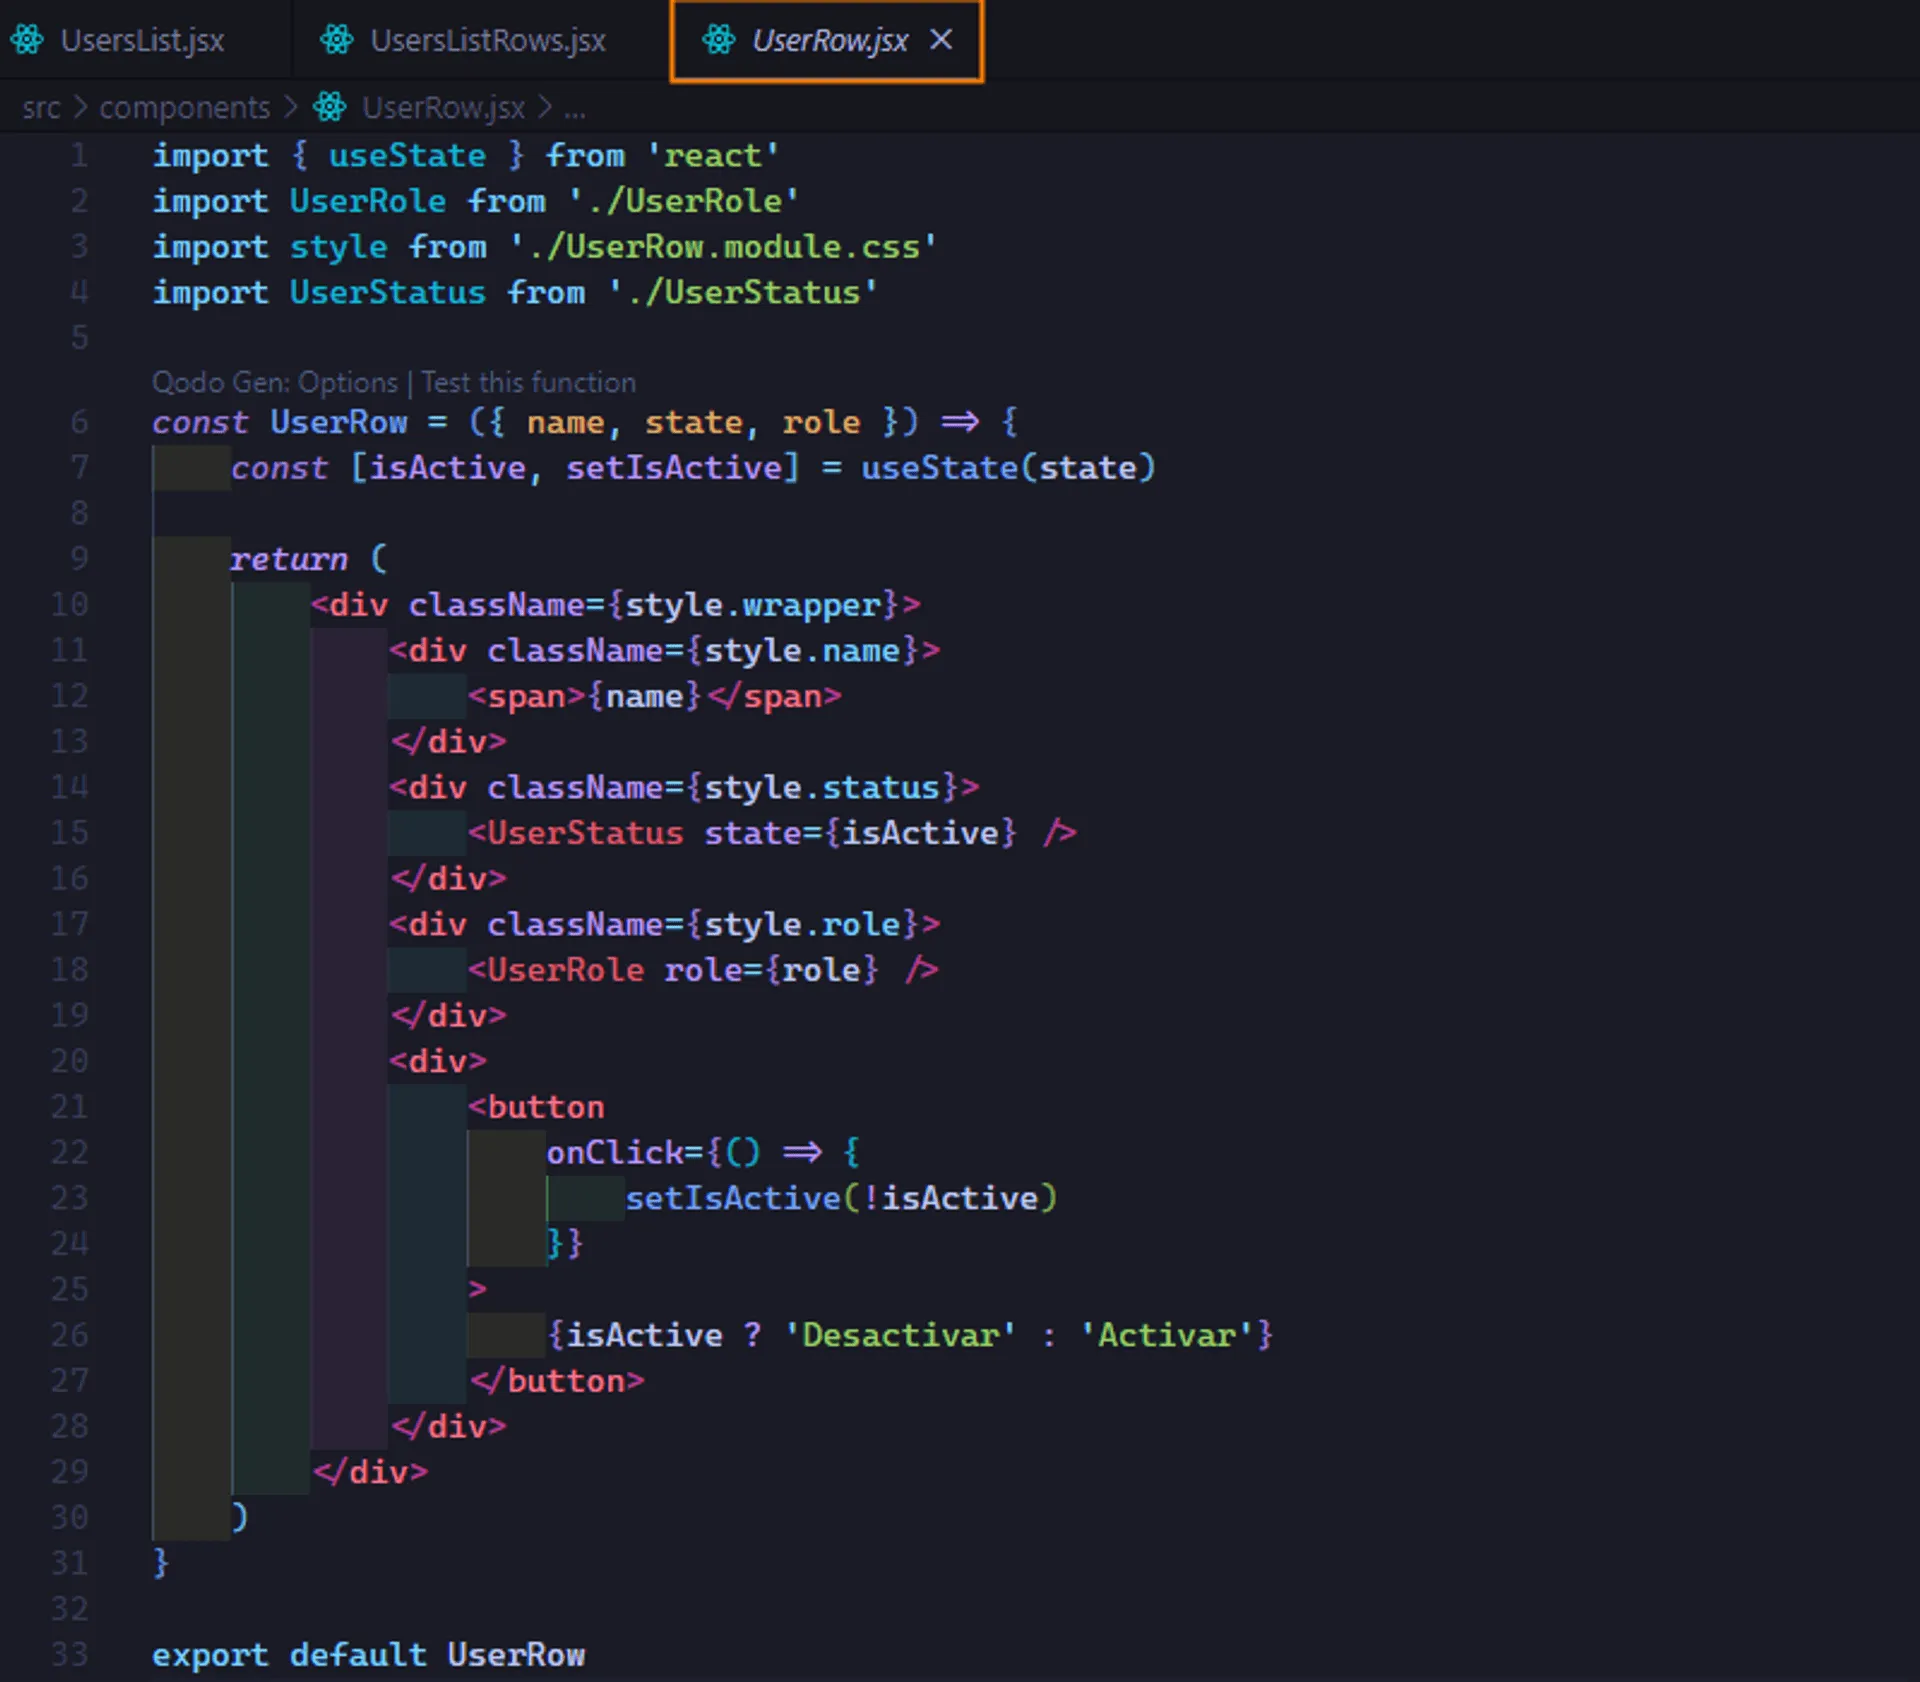 UsersList.jsx UsersListRows.jsx UserRow.jsx ×
src > components > UserRow.jsx > ...
1 import { useState } from 'react'
2 import UserRole from './UserRole'
3 import style from './UserRow.module.css'
4 import UserStatus from './UserStatus'
5
Qodo Gen: Options | Test this function
6 const UserRow = ({ name, state, role }) => {
7     const [isActive, setIsActive] = useState(state)
8
9     return (
10         <div className={style.wrapper}>
11             <div className={style.name}>
12                 <span>{name}</span>
13             </div>
14             <div className={style.status}>
15                 <UserStatus state={isActive} />
16             </div>
17             <div className={style.role}>
18                 <UserRole role={role} />
19             </div>
20             <div>
21                 <button
22                     onClick={() => {
23                         setIsActive(!isActive)
24                     }}
25                 >
26                     {isActive ? 'Desactivar' : 'Activar'}
27                 </button>
28             </div>
29         </div>
30     )
31 }
32
33 export default UserRow